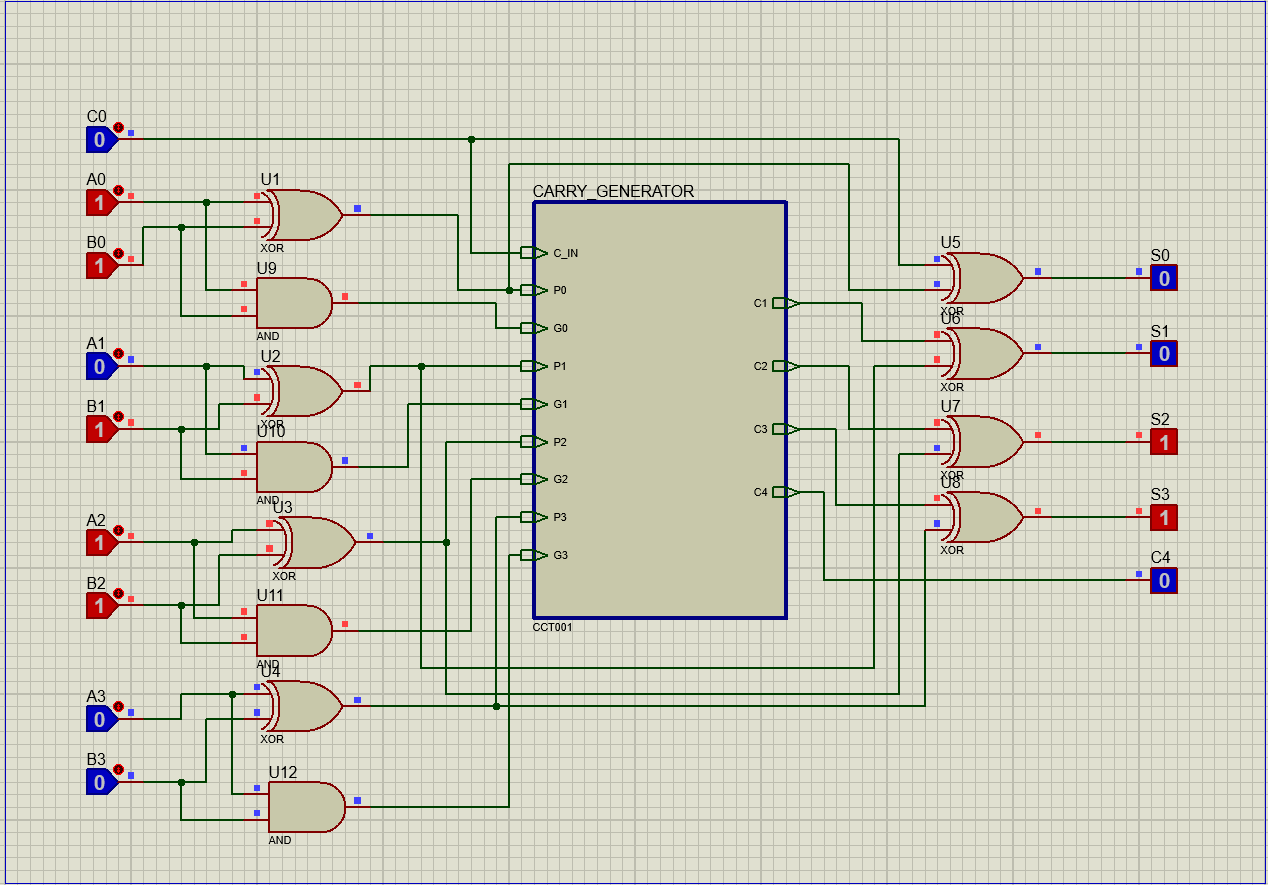 C0
0
A0
1
U1
XOR
B0
1
U9
AND
A1
0
U2
XOR
B1
1
U10
AND
A2
1
U3
XOR
B2
1
U11
AND
A3
0
U4
XOR
B3
0
U12
AND
CARRY_GENERATOR
C_IN
P0
G0
P1
G1
P2
G2
P3
G3
C1
C2
C3
C4
CCT001
U5
XOR
S0
0
U6
XOR
S1
0
U7
XOR
S2
1
U8
XOR
S3
1
C4
0